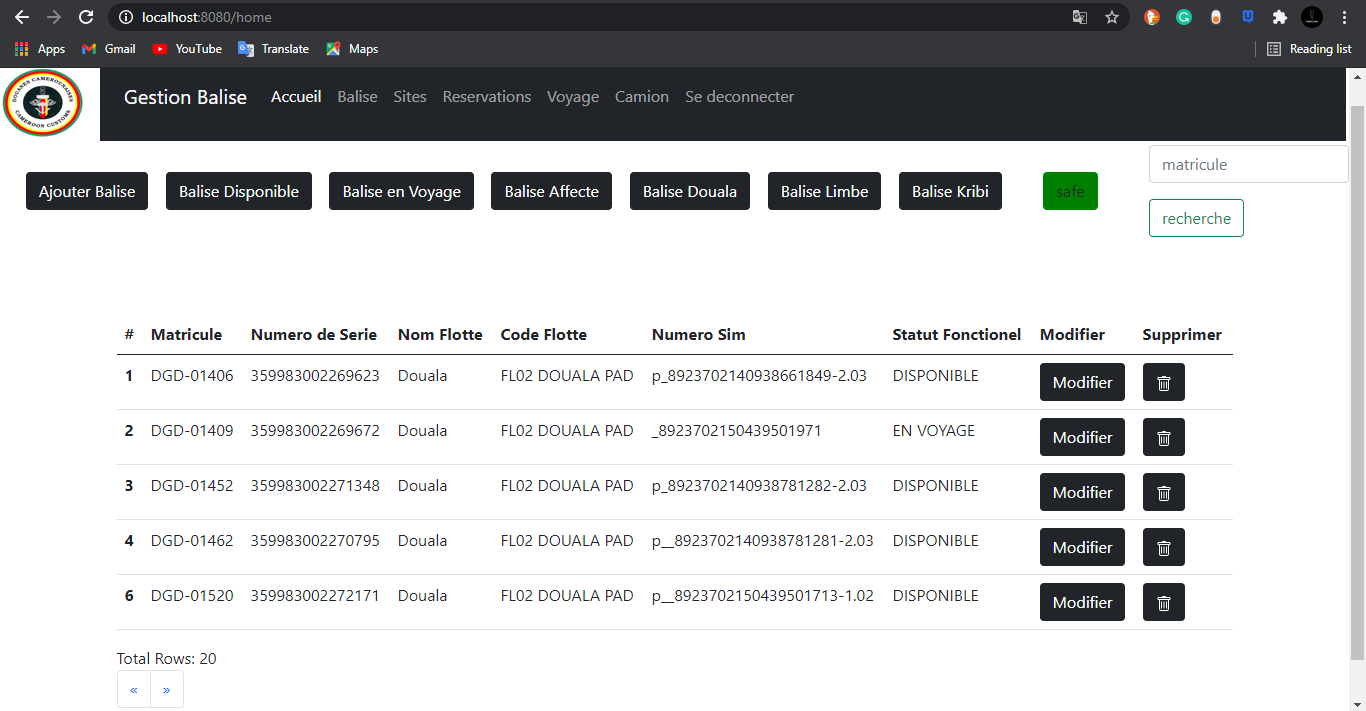 localhost:8080/home
Apps Gmail YouTube Translate Maps Reading list
DOUANES CAMEROUNAISES
CAMEROON CUSTOMS
Gestion Balise Accueil Balise Sites Reservations Voyage Camion Se deconnecter
matricule
Ajouter Balise Balise Disponible Balise en Voyage Balise Affecte Balise Douala Balise Limbe Balise Kribi safe
recherche
# Matricule Numero de Serie Nom Flotte Code Flotte Numero Sim Statut Fonctionel Modifier Supprimer
1 DGD-01406 359983002269623 Douala FL02 DOUALA PAD p_8923702140938661849-2.03 DISPONIBLE Modifier
2 DGD-01409 359983002269672 Douala FL02 DOUALA PAD _8923702150439501971 EN VOYAGE Modifier
3 DGD-01452 359983002271348 Douala FL02 DOUALA PAD p_8923702140938781282-2.03 DISPONIBLE Modifier
4 DGD-01462 359983002270795 Douala FL02 DOUALA PAD p__8923702140938781281-2.03 DISPONIBLE Modifier
6 DGD-01520 359983002272171 Douala FL02 DOUALA PAD p__8923702150439501713-1.02 DISPONIBLE Modifier
Total Rows: 20
« »